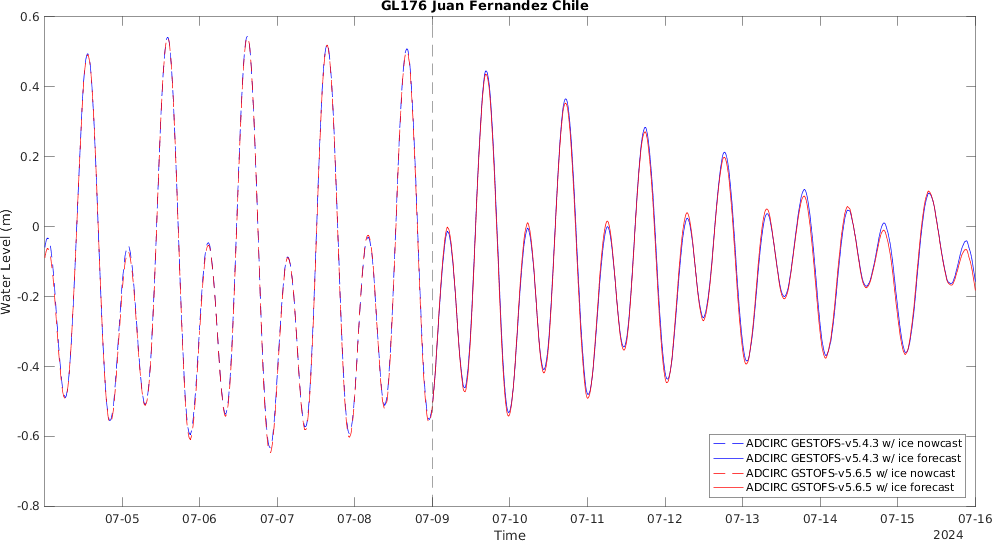 GL176 Juan Fernandez Chile
0.6
0.4
0.2
0
-0.2
-0.4
-0.6
-0.8
Water Level (m)
ADCIRC GESTOFS-v5.4.3 w/ ice nowcast
ADCIRC GESTOFS-v5.4.3 w/ ice forecast
ADCIRC GSTOFS-v5.6.5 w/ ice nowcast
ADCIRC GSTOFS-v5.6.5 w/ ice forecast
07-05 07-06 07-07 07-08 07-09 07-10 07-11 07-12 07-13 07-14 07-15 07-16
Time
2024